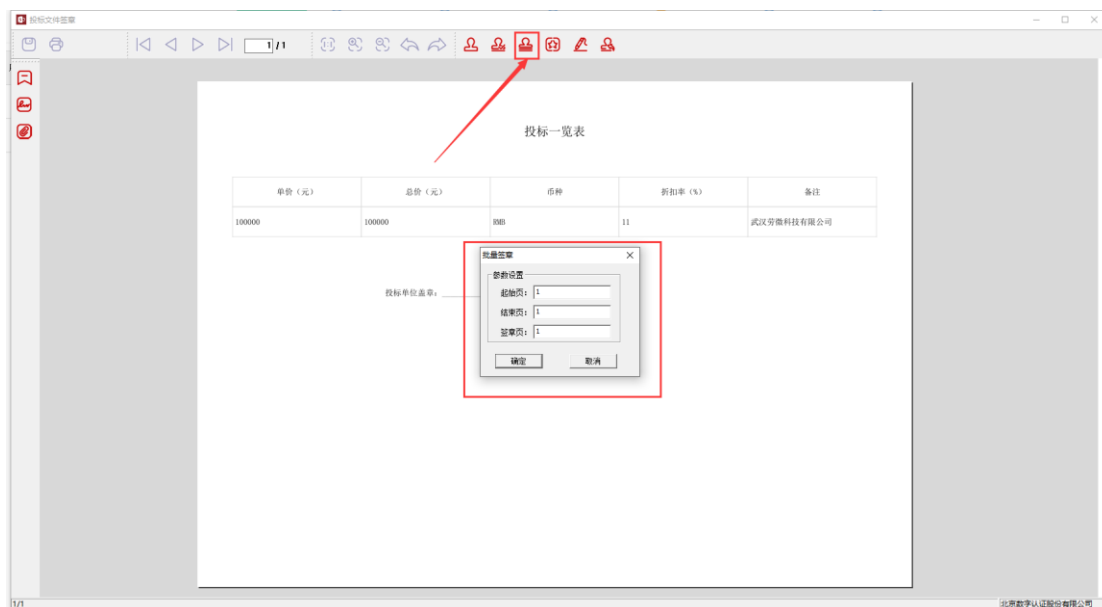 投标文件签章
1 / 1
投标一览表
单价（元） 总价（元） 币种 折扣率（%） 备注
100000 100000 RMB 11 武汉劳微科技有限公司
批量签章
参数设置
投标单位盖章：
起始页： 1
结束页： 1
签章页： 1
确定 取消
1/1 北京数字认证股份有限公司